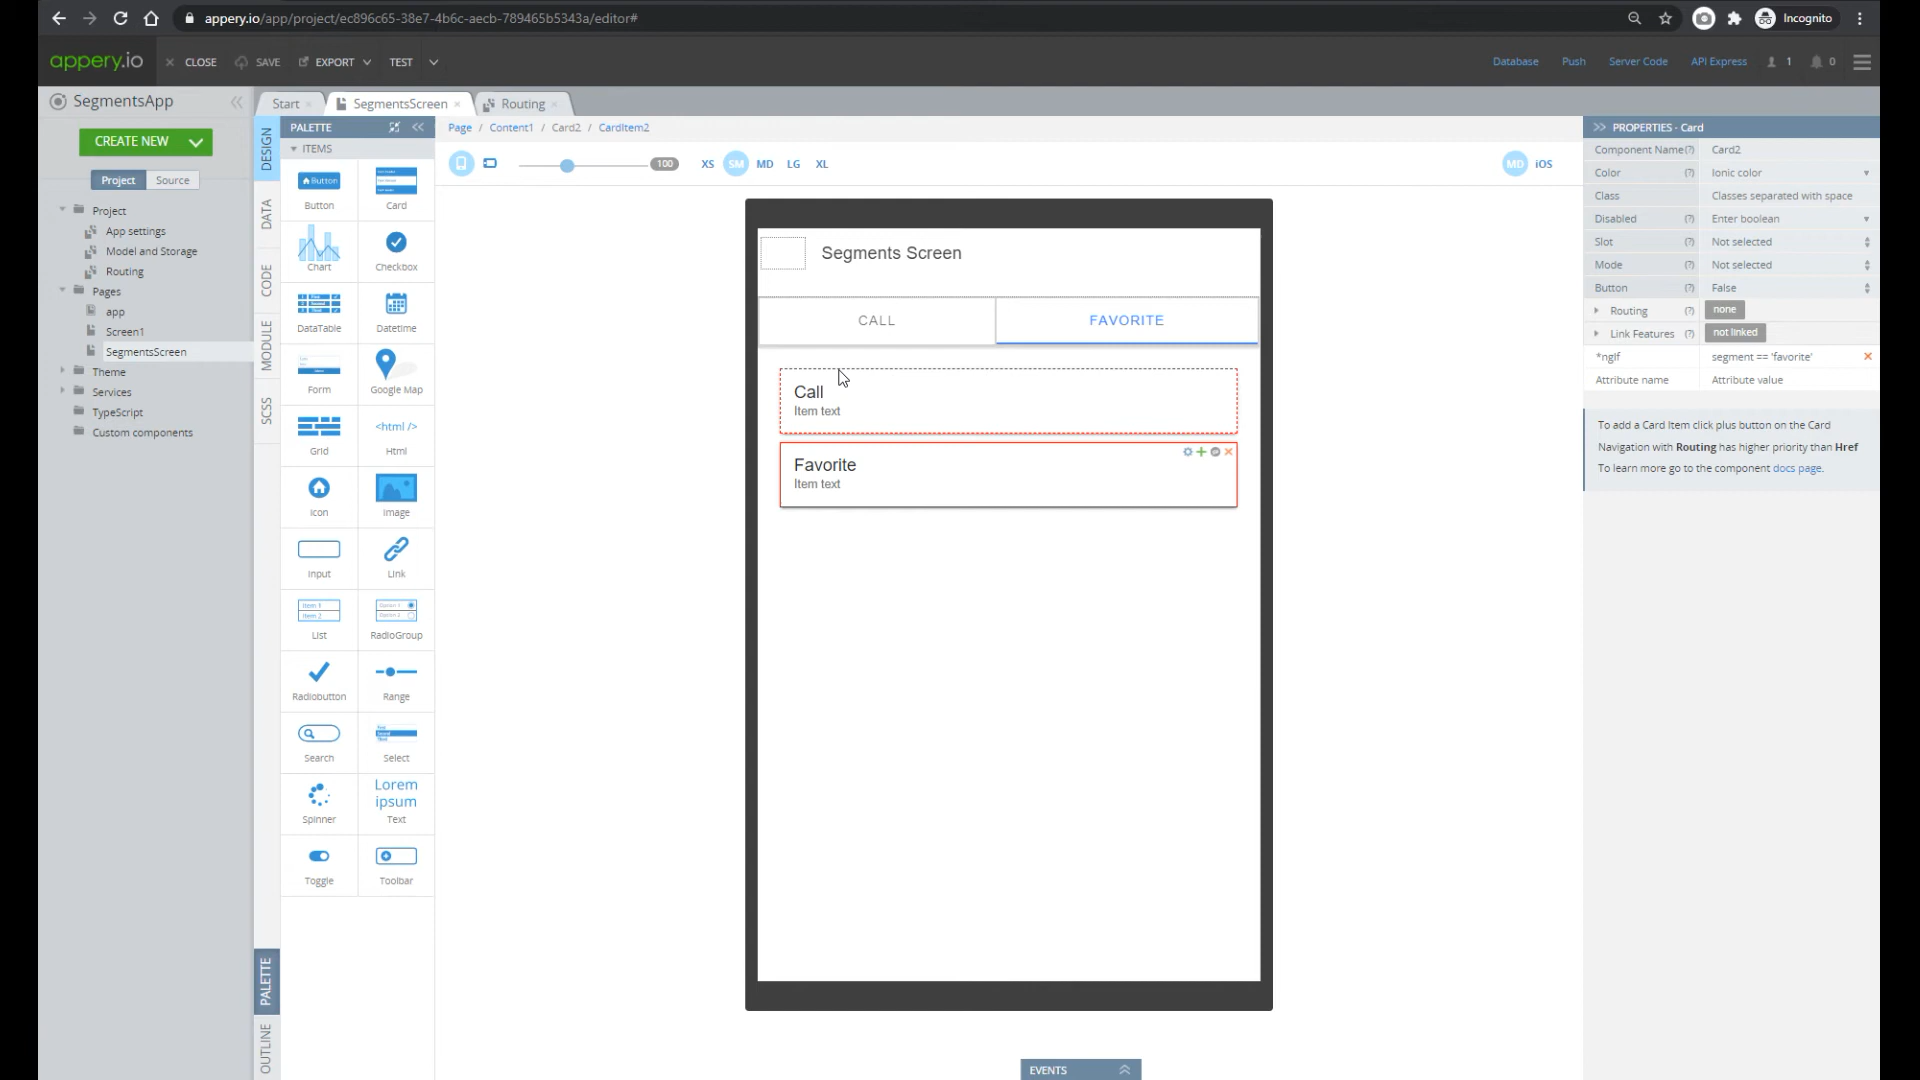 appery.io/app/project/ec896c65-38e7-4b6c-aecb-789465b5343a/editor#
Incognito
appery.io
CLOSE
SAVE
EXPORT
TEST
Database
Push
Server Code
API Express
1
0
SegmentsApp
Start
SegmentsScreen
Routing
CREATE NEW
Project
Source
Project
App settings
Model and Storage
Routing
Pages
app
Screen1
SegmentsScreen
Theme
Services
TypeScript
Custom components
DESIGN
DATA
CODE
MODULE
SCSS
PALETTE
OUTLINE
PALETTE
ITEMS
Button
Button
Card
Chart
Checkbox
DataTable
Datetime
Form
Google Map
Grid
<html />
Html
Icon
Image
Input
Link
Item 1
Item 2
List
RadioGroup
Radiobutton
Range
Search
Select
Spinner
Lorem
ipsum
Text
Toggle
Toolbar
Page / Content1 / Card2 / CardItem2
100
XS
SM
MD
LG
XL
MD
iOS
Segments Screen
CALL
FAVORITE
Call
Item text
Favorite
Item text
EVENTS
PROPERTIES - Card
Component Name(?) Card2
Color (?) Ionic color
Class Classes separated with space
Disabled (?) Enter boolean
Slot (?) Not selected
Mode (?) Not selected
Button (?) False
Routing (?) none
Link Features (?) not linked
*ngIf segment == 'favorite'
Attribute name Attribute value
To add a Card Item click plus button on the Card
Navigation with Routing has higher priority than Href
To learn more go to the component docs page.